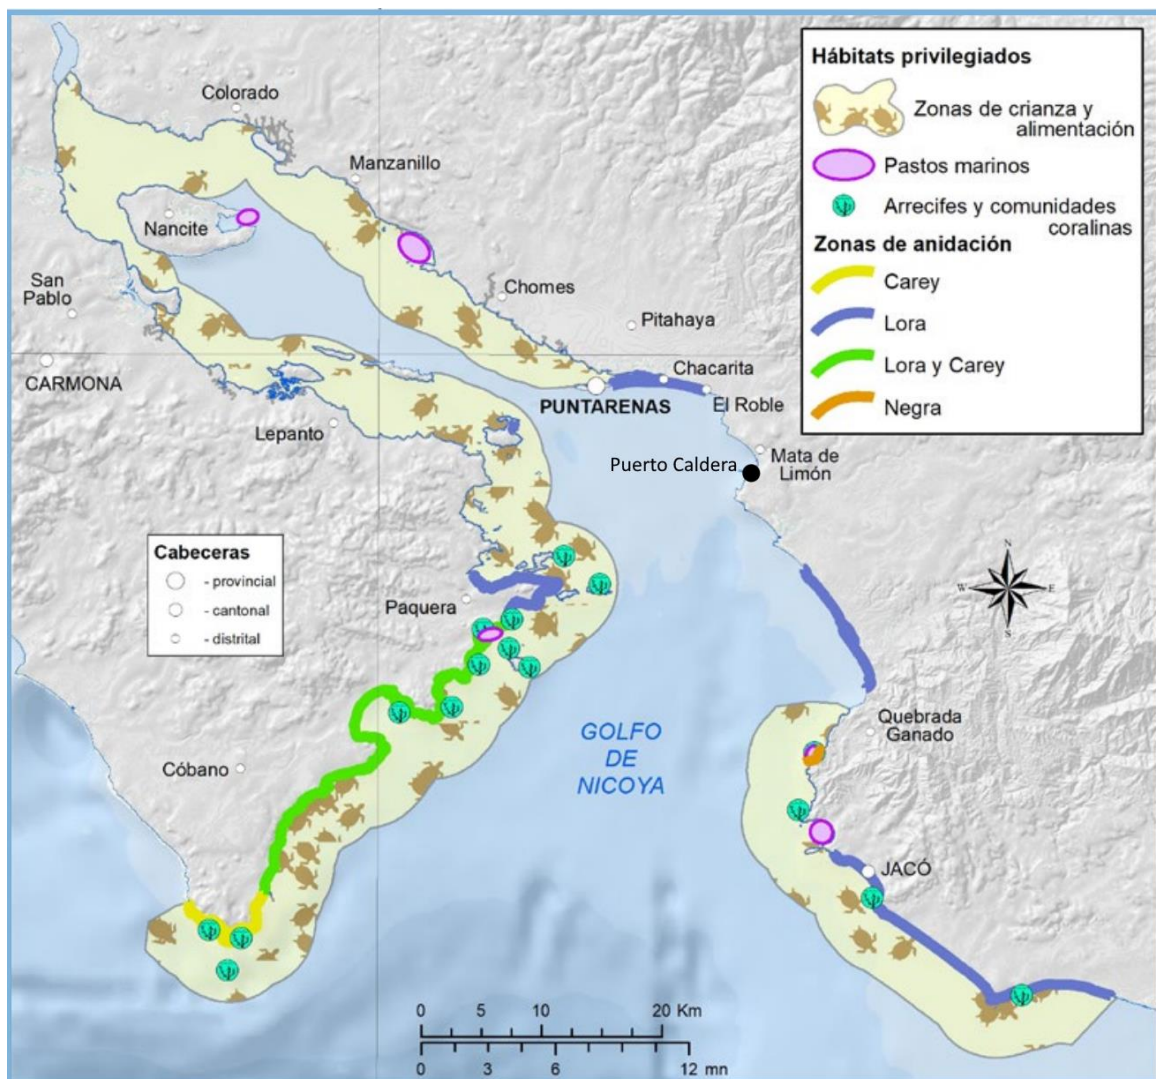 Hábitats privilegiados
Zonas de crianza y
alimentación
Pastos marinos
Arrecifes y comunidades
coralinas
Zonas de anidación
Carey
Lora
Lora y Carey
Negra
Colorado
Manzanillo
Nancite
San
Pablo
Chomes
Pitahaya
CARMONA
Chacarita
PUNTARENAS
El Roble
Lepanto
Puerto Caldera
Mata de
Limón
Cabeceras
- provincial
- cantonal
- distrital
N
W
E
S
Paquera
Quebrada
Ganado
GOLFO
DE
NICOYA
Cóbano
JACÓ
0 5 10 20 Km
0 3 6 12 mn